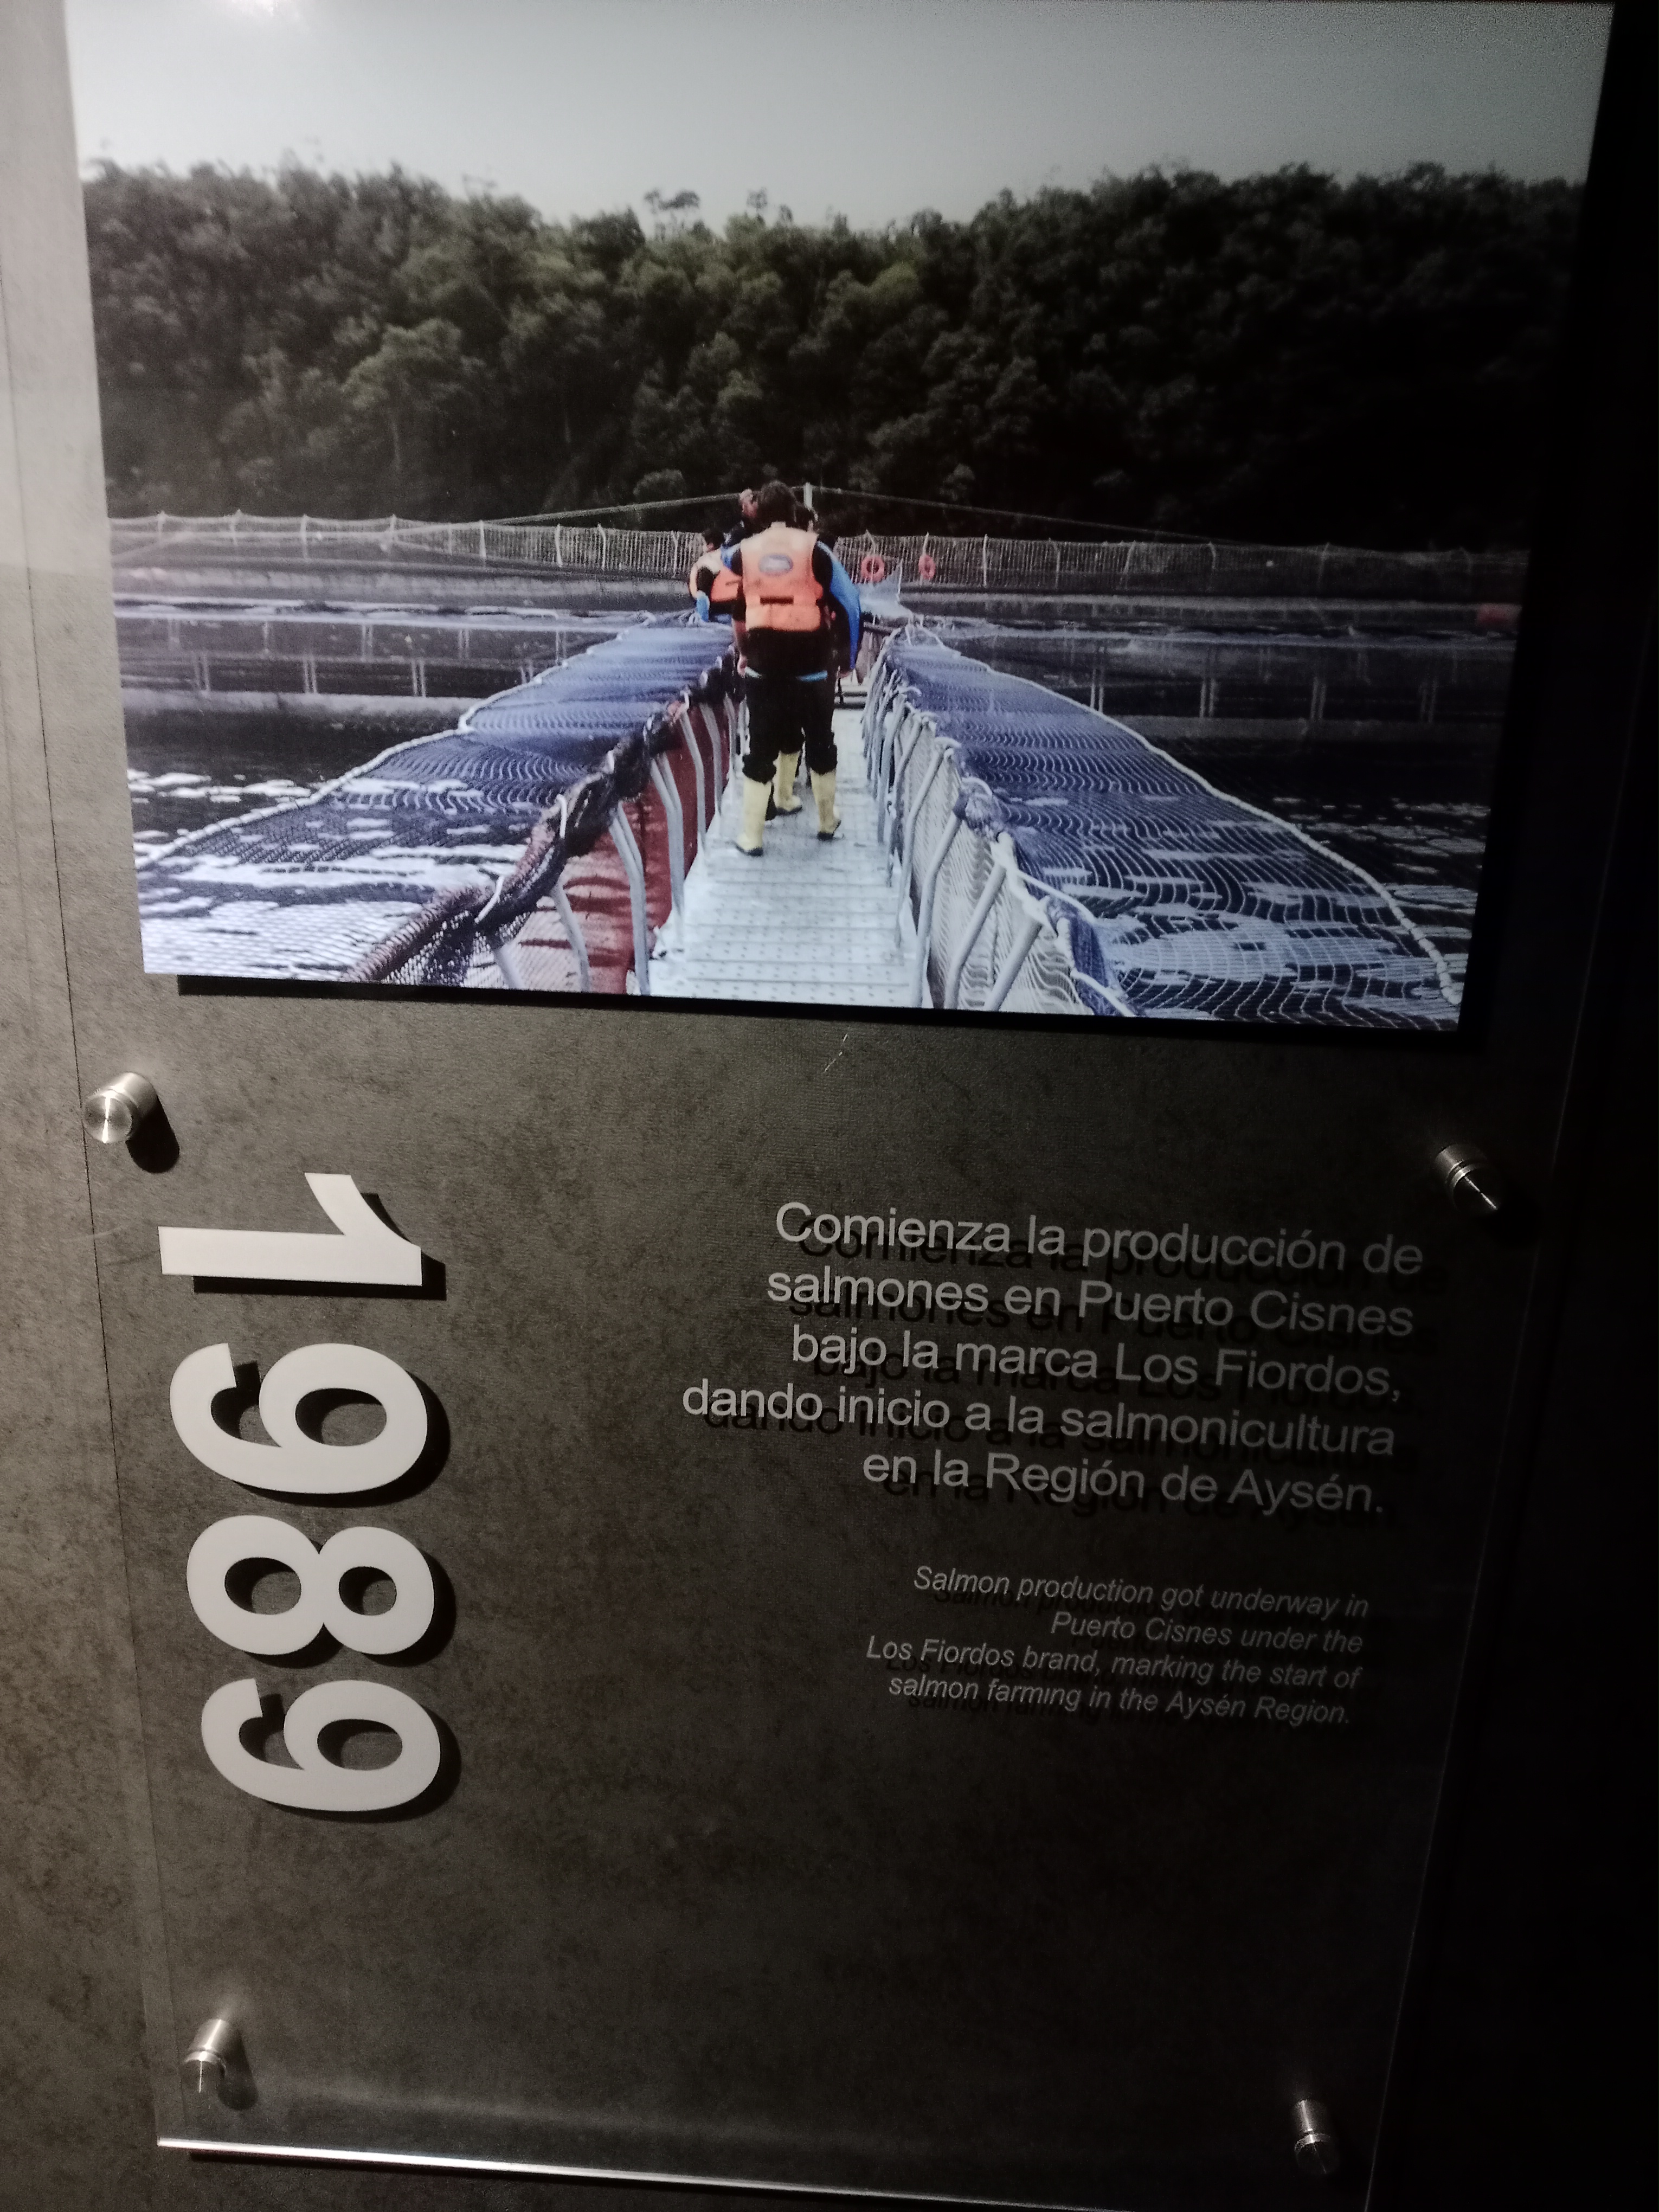 1989
Comienza la producción de
salmones en Puerto Cisnes
bajo la marca Los Fiordos,
dando inicio a la salmonicultura
en la Región de Aysén.
Salmon production got underway in
Puerto Cisnes under the
Los Fiordos brand, marking the start of
salmon farming in the Aysén Region.